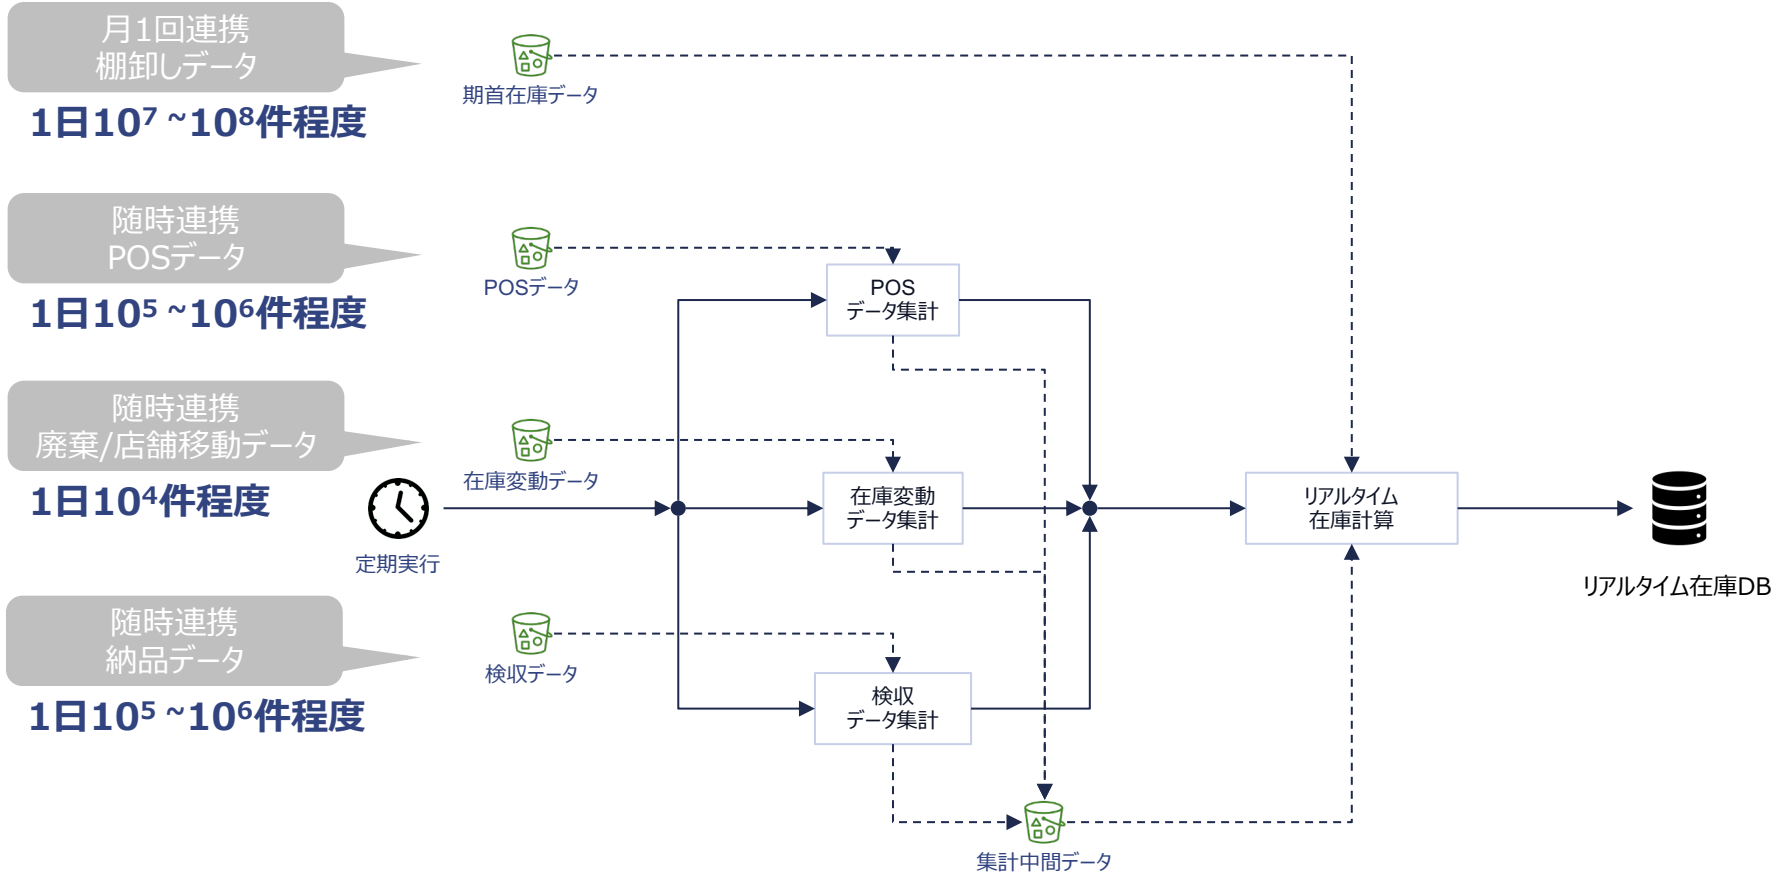 月1回連携
棚卸しデータ
1日10⁷ ~10⁸件程度
期首在庫データ
随時連携
POSデータ
1日10⁵ ~10⁶件程度
POSデータ
POS
データ集計
随時連携
廃棄/店舗移動データ
1日10⁴件程度
在庫変動データ
定期実行
在庫変動
データ集計
リアルタイム
在庫計算
リアルタイム在庫DB
随時連携
納品データ
1日10⁵ ~10⁶件程度
検収データ
検収
データ集計
集計中間データ